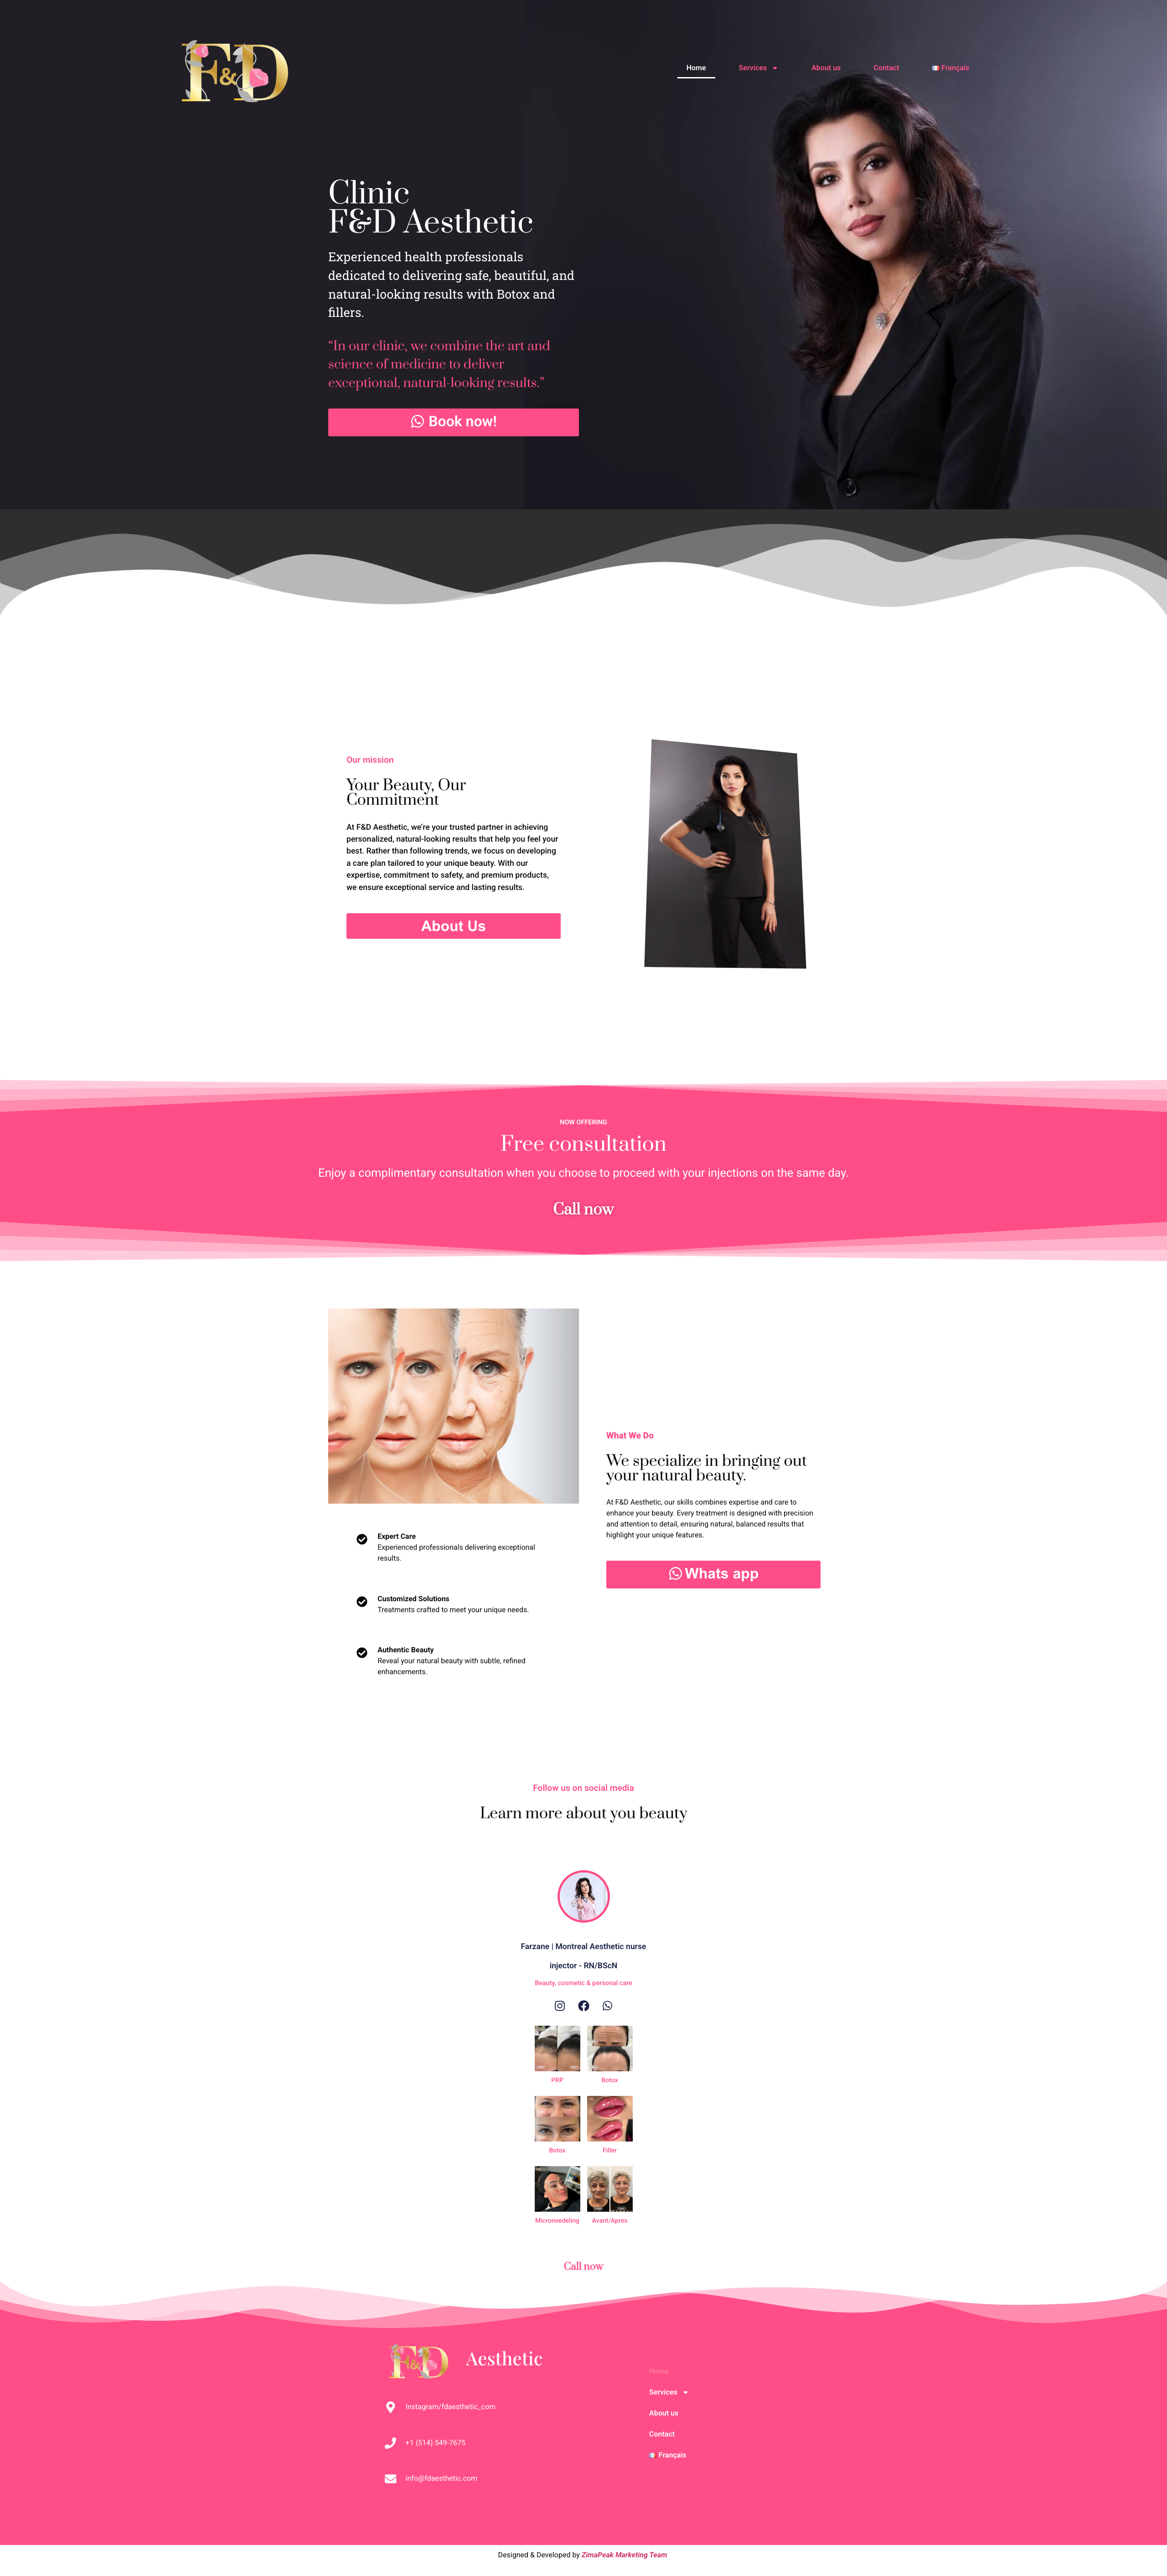 F&D
Home
Services
About us
Contact
Français
Clinic
F&D Aesthetic
Experienced health professionals
dedicated to delivering safe, beautiful, and
natural-looking results with Botox and
fillers.
“In our clinic, we combine the art and
science of medicine to deliver
exceptional, natural-looking results.”
Book now!
Our mission
Your Beauty, Our
Commitment
At F&D Aesthetic, we’re your trusted partner in achieving
personalized, natural-looking results that help you feel your
best. Rather than following trends, we focus on developing
a care plan tailored to your unique beauty. With our
expertise, commitment to safety, and premium products,
we ensure exceptional service and lasting results.
About Us
NOW OFFERING
Free consultation
Enjoy a complimentary consultation when you choose to proceed with your injections on the same day.
Call now
Expert Care
Experienced professionals delivering exceptional
results.
Customized Solutions
Treatments crafted to meet your unique needs.
Authentic Beauty
Reveal your natural beauty with subtle, refined
enhancements.
What We Do
We specialize in bringing out
your natural beauty.
At F&D Aesthetic, our skills combines expertise and care to
enhance your beauty. Every treatment is designed with precision
and attention to detail, ensuring natural, balanced results that
highlight your unique features.
Whats app
Follow us on social media
Learn more about you beauty
Farzane | Montreal Aesthetic nurse
injector - RN/BScN
Beauty, cosmetic & personal care
PRP
Botox
Botox
Filler
Microneedeling
Avant/Apres
Call now
F&D
Aesthetic
Instagram/fdaesthetic_com
+1 (514) 549-7675
info@fdaesthetic.com
Home
Services
About us
Contact
Français
Designed & Developed by ZimaPeak Marketing Team